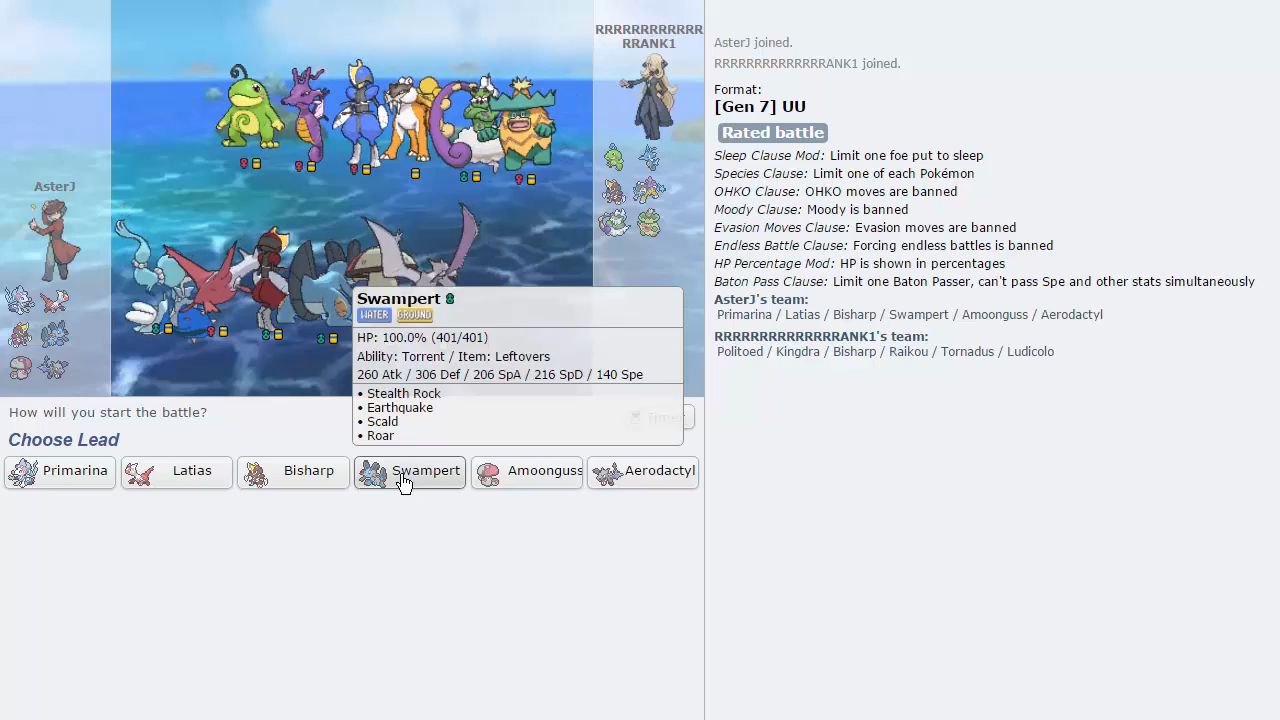 RRRRRRRRRRRR
RRANK1
AsterJ
Swampert
WATER GROUND
HP: 100.0% (401/401)
Ability: Torrent / Item: Leftovers
260 Atk / 306 Def / 206 SpA / 216 SpD / 140 Spe
• Stealth Rock
• Earthquake
• Scald
• Roar
How will you start the battle?
Timer
Choose Lead
Primarina
Latias
Bisharp
Swampert
Amoonguss
Aerodactyl
AsterJ joined.
RRRRRRRRRRRRRRANK1 joined.
Format:
[Gen 7] UU
Rated battle
Sleep Clause Mod: Limit one foe put to sleep
Species Clause: Limit one of each Pokémon
OHKO Clause: OHKO moves are banned
Moody Clause: Moody is banned
Evasion Moves Clause: Evasion moves are banned
Endless Battle Clause: Forcing endless battles is banned
HP Percentage Mod: HP is shown in percentages
Baton Pass Clause: Limit one Baton Passer, can't pass Spe and other stats simultaneously
AsterJ's team:
Primarina / Latias / Bisharp / Swampert / Amoonguss / Aerodactyl
RRRRRRRRRRRRRRANK1's team:
Politoed / Kingdra / Bisharp / Raikou / Tornadus / Ludicolo